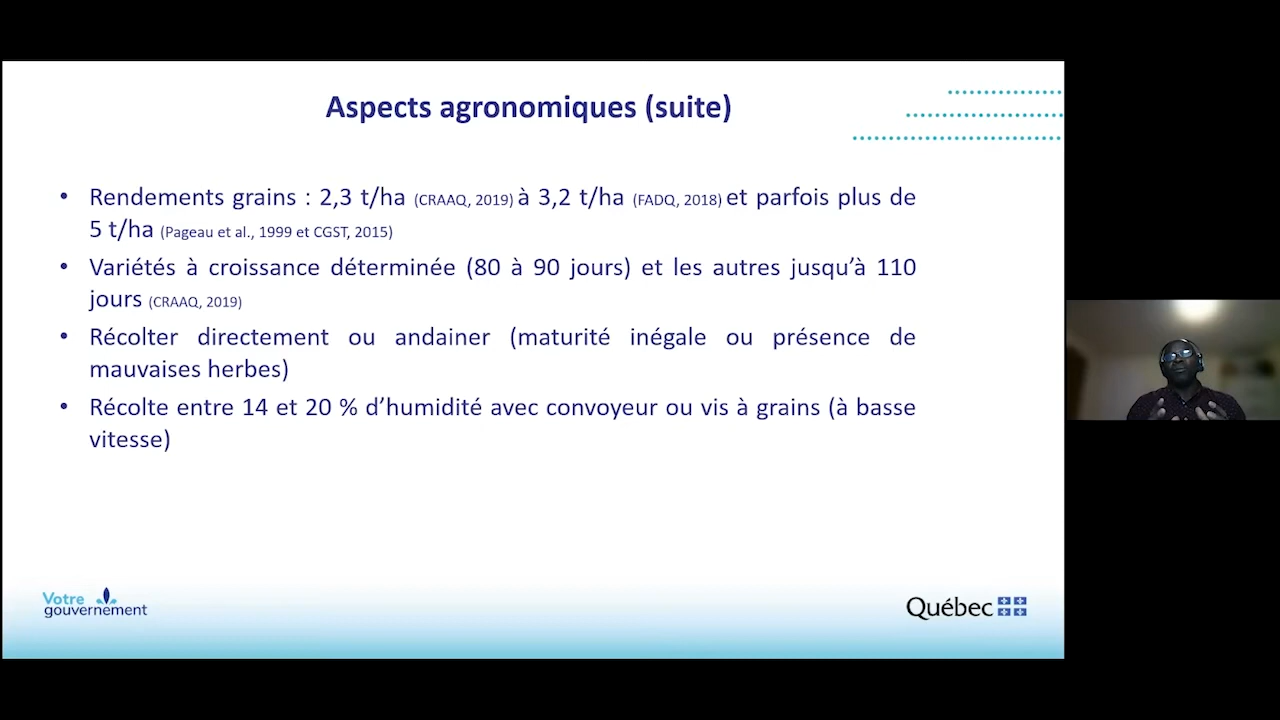 Aspects agronomiques (suite)
• Rendements grains : 2,3 t/ha (CRAAQ, 2019) à 3,2 t/ha (FADQ, 2018) et parfois plus de
5 t/ha (Pageau et al., 1999 et CGST, 2015)
• Variétés à croissance déterminée (80 à 90 jours) et les autres jusqu’à 110
jours (CRAAQ, 2019)
• Récolter directement ou andainer (maturité inégale ou présence de
mauvaises herbes)
• Récolte entre 14 et 20 % d’humidité avec convoyeur ou vis à grains (à basse
vitesse)
Votre
gouvernement
Québec